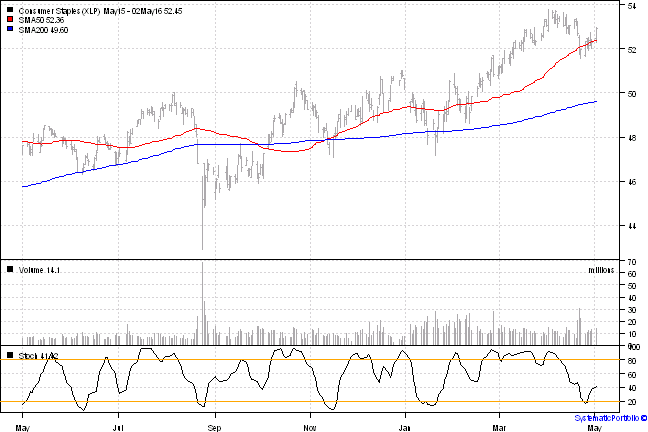 Consumer Staples (XLP) May15 - 02May16 52.45
SMA50 52.36
SMA200 49.60
54
52
50
48
46
44
Volume 14.1
millions
70
60
50
40
30
20
10
0
Stoch 41.42
80
60
40
20
May
Jul
Sep
Nov
Jan
Mar
May
SystematicPortfolio ©